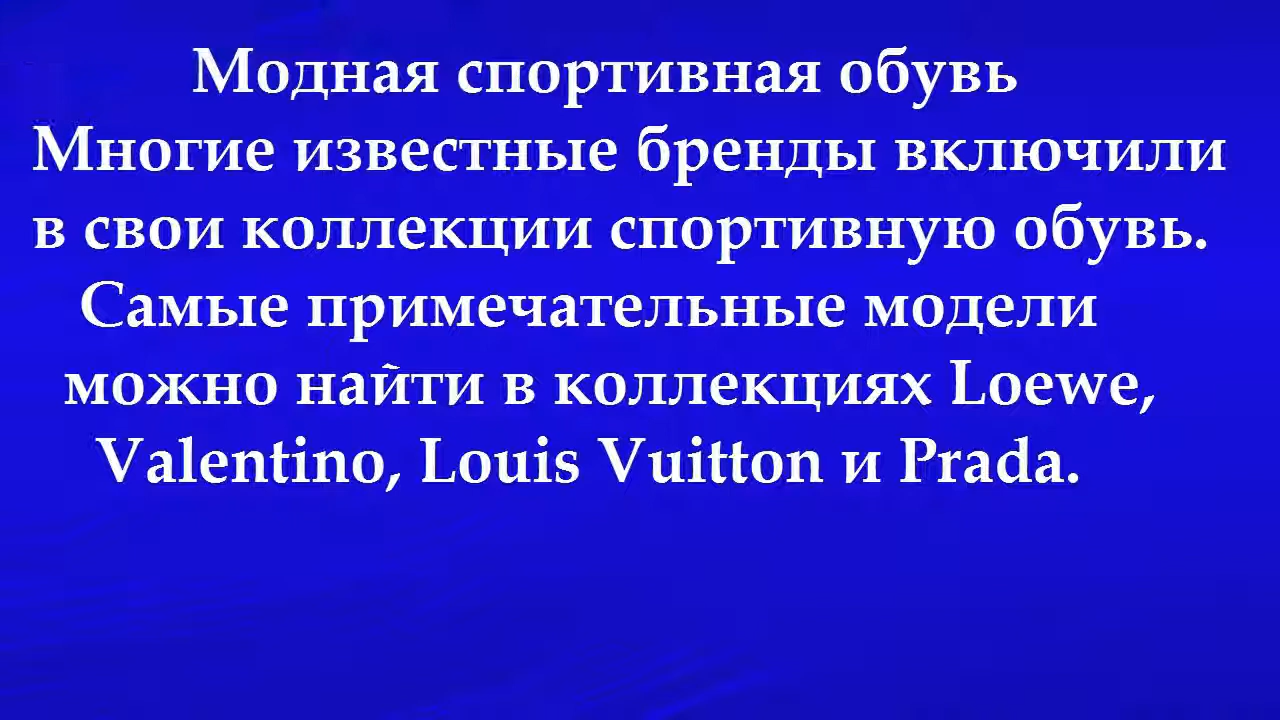 Модная спортивная обувь
Многие известные бренды включили
в свои коллекции спортивную обувь.
Самые примечательные модели
можно найти в коллекциях Loewe,
Valentino, Louis Vuitton и Prada.